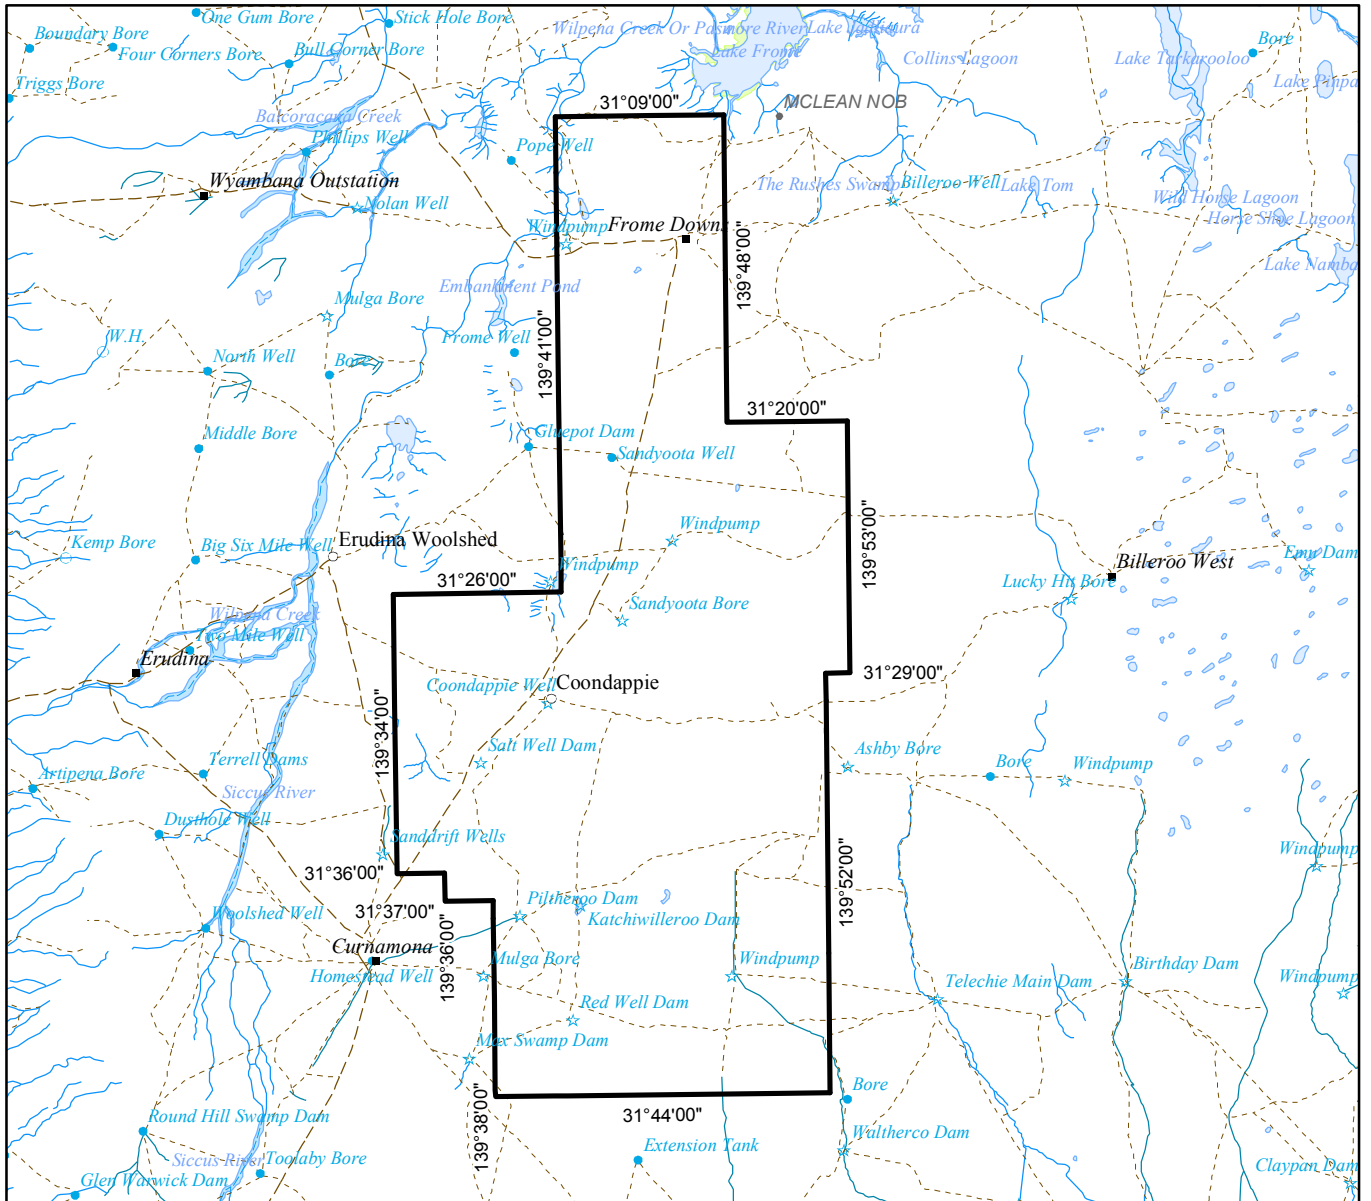 One Gum Bore
Stick Hole Bore
Boundary Bore
Four Corners Bore
Bull Corner Bore
Triggs Bore
Wilpena Creek Or Pasmore River
Lake Frome
Collins Lagoon
Lake Tarkarooloo
Bore
Lake Pinpa
31°09'00"
MCLEAN NOB
Balcoracana Creek
Phillips Well
Pope Well
Wyambana Outstation
Nolan Well
The Rushes Swamp
Billeroo Well
Lake Tom
Wild Horse Lagoon
Horse Shoe Lagoon
Windpump
Frome Downs
139°48'00"
Lake Namba
Embankment Pond
Mulga Bore
W.H.
North Well
Bore
Frome Well
139°41'00"
31°20'00"
Middle Bore
Gluepot Dam
Sandyoota Well
Kemp Bore
Big Six Mile Well
Erudina Woolshed
Windpump
139°53'00"
Emu Dam
Billeroo West
Lucky Hit Bore
31°26'00"
Windpump
Sandyoota Bore
Wilpena Creek
Two Mile Well
Erudina
31°29'00"
Coondappie Well
Coondappie
139°34'00"
Salt Well Dam
Ashby Bore
Bore
Windpump
Artipena Bore
Terrell Dams
Siccus River
Dusthole Well
Sanddrift Wells
Windpump
31°36'00"
139°52'00"
31°37'00"
Piltheroo Dam
Katchiwilleroo Dam
Woolshed Well
Curnamona
Homestead Well
139°36'00"
Mulga Bore
Windpump
Telechie Main Dam
Birthday Dam
Windpump
Red Well Dam
Max Swamp Dam
Bore
31°44'00"
139°38'00"
Round Hill Swamp Dam
Siccus River
Toolaby Bore
Extension Tank
Waltherco Dam
Glen Warwick Dam
Claypan Dam